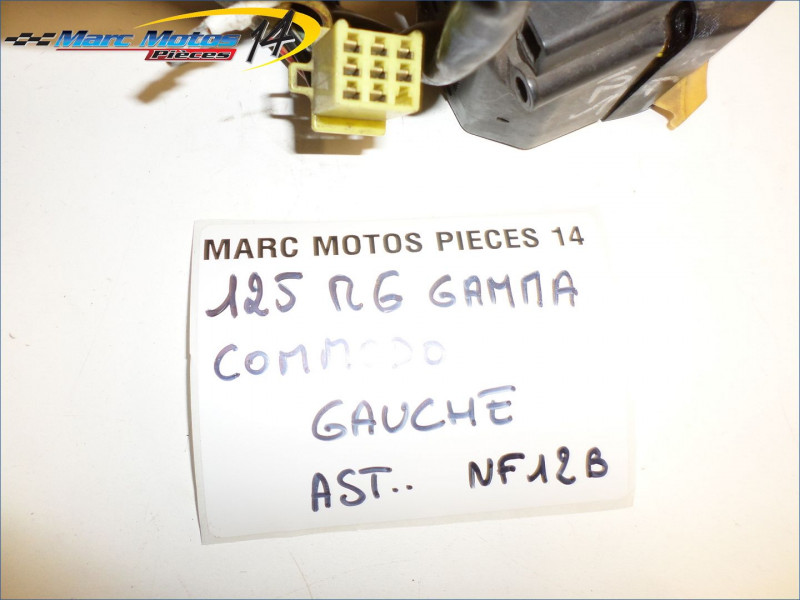 Marc Motos 14
Pièces
MARC MOTOS PIECES 14
125 RG GAMMA
COMMODO
GAUCHE
AST.. NF12B